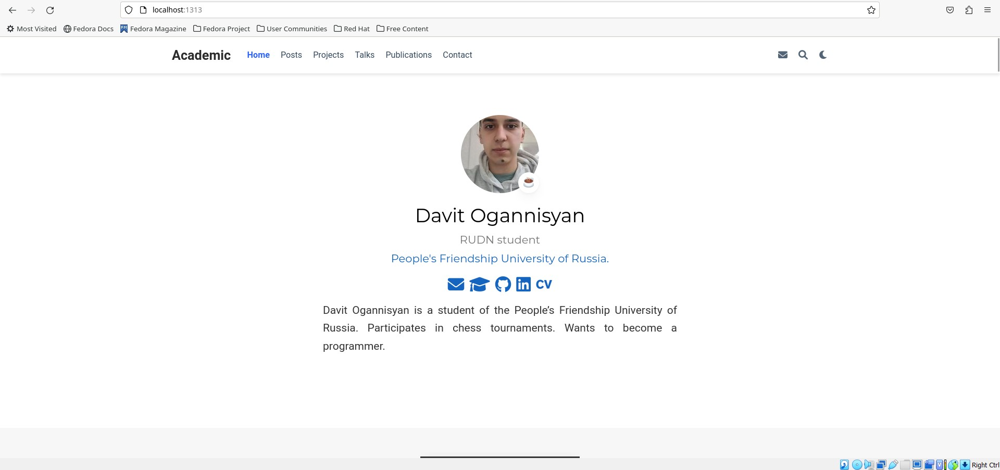 localhost:1313
Most Visited Fedora Docs Fedora Magazine Fedora Project User Communities Red Hat Free Content
Academic Home Posts Projects Talks Publications Contact
Davit Ogannisyan
RUDN student
People's Friendship University of Russia.
CV
Davit Ogannisyan is a student of the People’s Friendship University of
Russia. Participates in chess tournaments. Wants to become a
programmer.
Right Ctrl